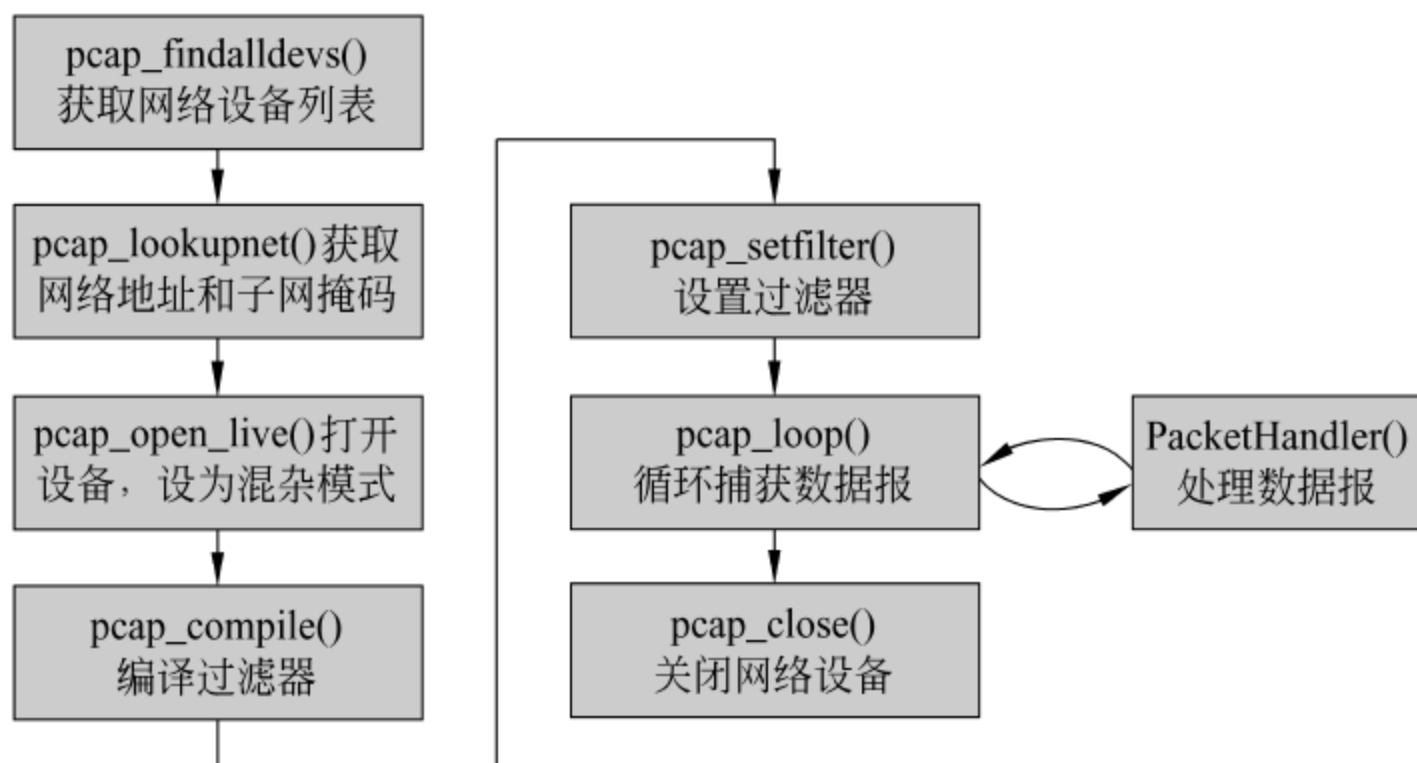 pcap_findalldevs()
获取网络设备列表
pcap_lookupnet()获取
网络地址和子网掩码
pcap_open_live()打开
设备，设为混杂模式
pcap_compile()
编译过滤器
pcap_setfilter()
设置过滤器
pcap_loop()
循环捕获数据报
PacketHandler()
处理数据报
pcap_close()
关闭网络设备